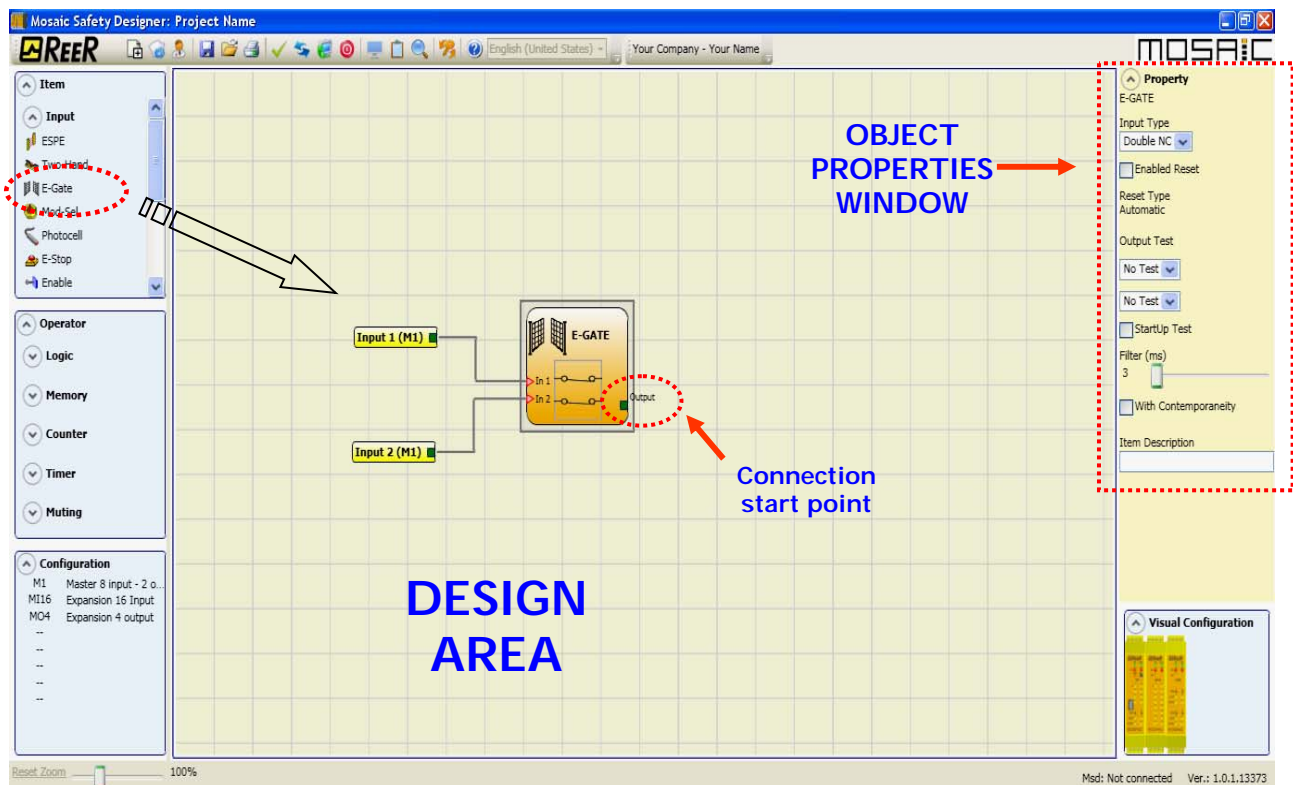 Mosaic Safety Designer: Project Name
REER
English (United States)
Your Company - Your Name
MOSAIC
Item
Input
ESPE
Two-Hand
E-Gate
Mod-Sel
Photocell
E-Stop
Enable
Operator
Logic
Memory
Counter
Timer
Muting
Configuration
M1 Master 8 input - 2 o...
MI16 Expansion 16 Input
MO4 Expansion 4 output
--
--
--
--
--
Reset Zoom
100%
Input 1 (M1)
Input 2 (M1)
E-GATE
In 1
In 2
Output
Connection
start point
DESIGN
AREA
OBJECT
PROPERTIES
WINDOW
Property
E-GATE
Input Type
Double NC
Enabled Reset
Reset Type
Automatic
Output Test
No Test
No Test
StartUp Test
Filter (ms)
3
With Contemporaneity
Item Description
Visual Configuration
Msd: Not connected Ver.: 1.0.1.13373